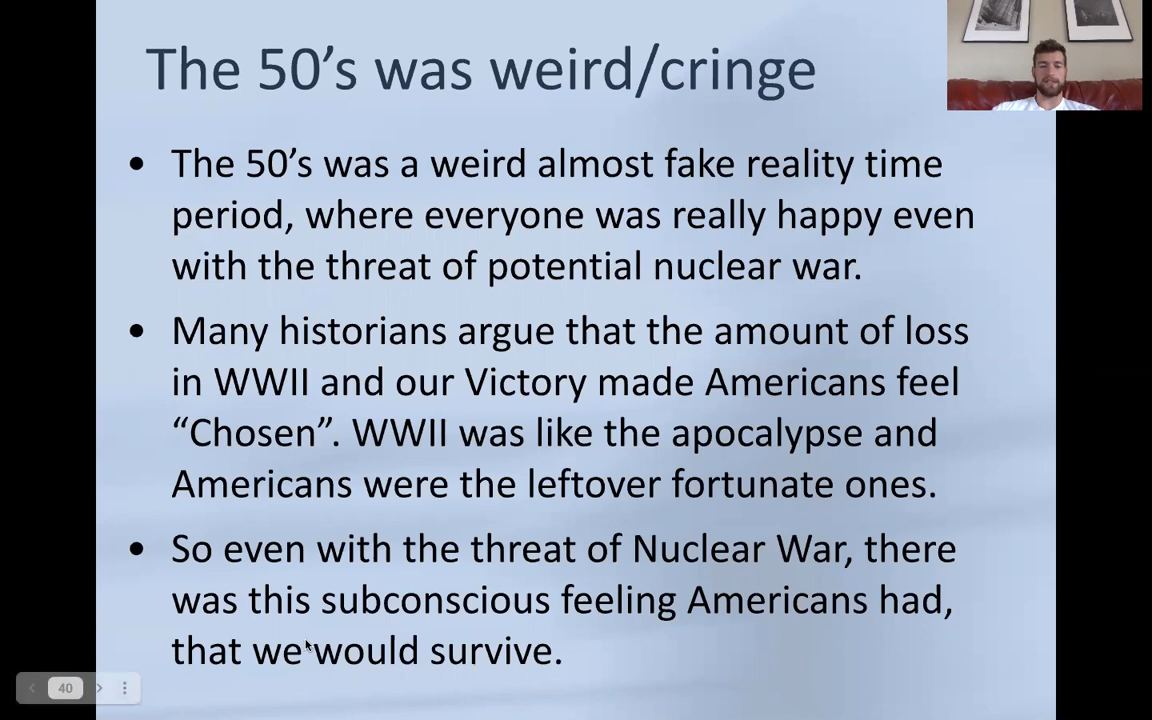 The 50’s was weird/cringe
• The 50’s was a weird almost fake reality time
period, where everyone was really happy even
with the threat of potential nuclear war.
• Many historians argue that the amount of loss
in WWII and our Victory made Americans feel
“Chosen”. WWII was like the apocalypse and
Americans were the leftover fortunate ones.
• So even with the threat of Nuclear War, there
was this subconscious feeling Americans had,
that we would survive.
40